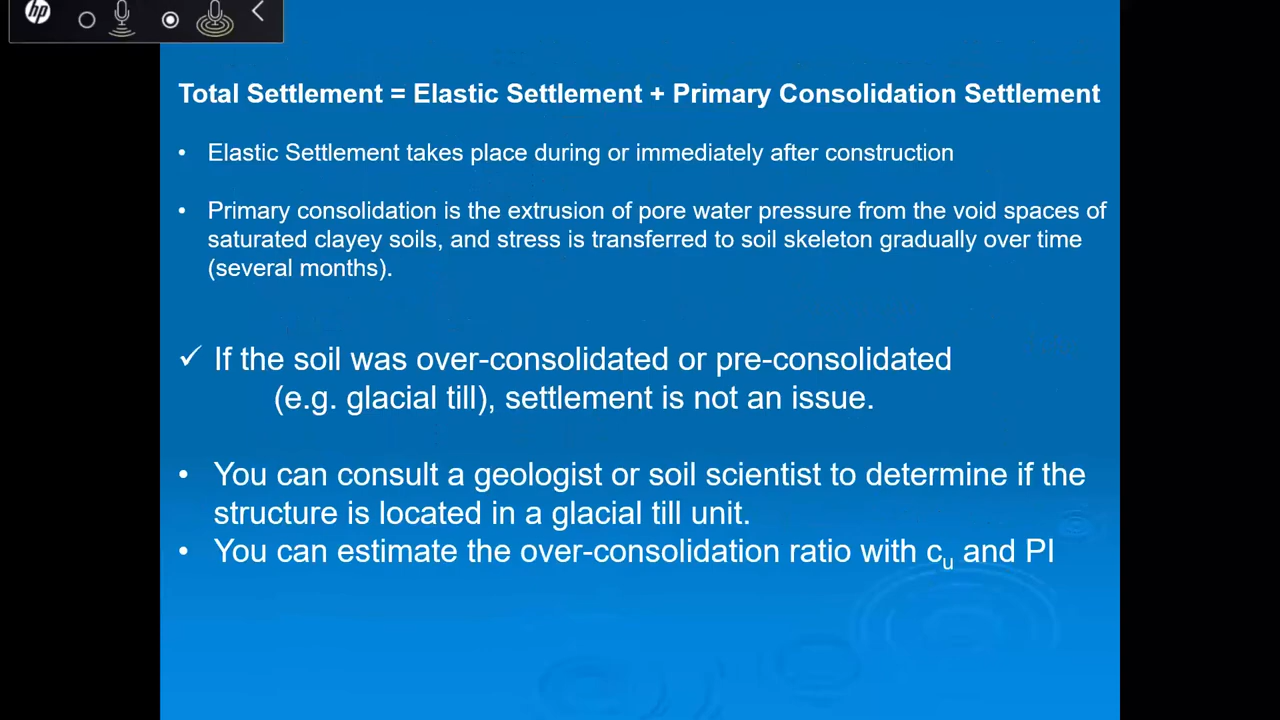 hp
Total Settlement = Elastic Settlement + Primary Consolidation Settlement
• Elastic Settlement takes place during or immediately after construction
• Primary consolidation is the extrusion of pore water pressure from the void spaces of
saturated clayey soils, and stress is transferred to soil skeleton gradually over time
(several months).
✓ If the soil was over-consolidated or pre-consolidated
(e.g. glacial till), settlement is not an issue.
• You can consult a geologist or soil scientist to determine if the
structure is located in a glacial till unit.
• You can estimate the over-consolidation ratio with cu and PI